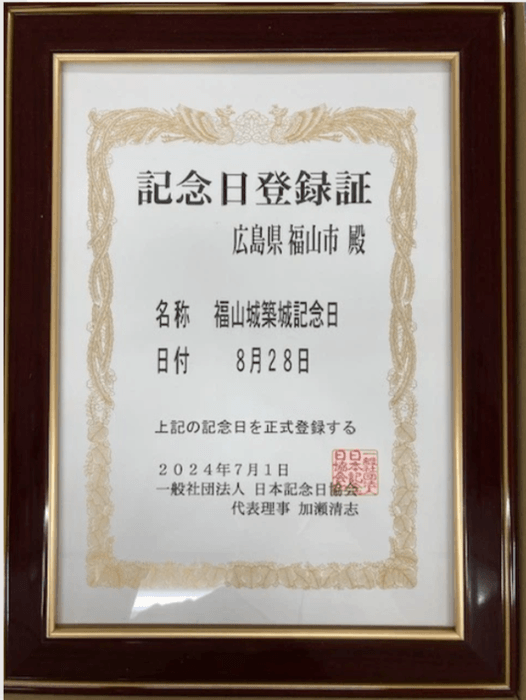 記念日登録証
広島県 福山市 殿
名称 福山城築城記念日
日付 8月28日
上記の記念日を正式登録する
2024年7月1日
一般社団法人 日本記念日協会
代表理事 加瀬清志